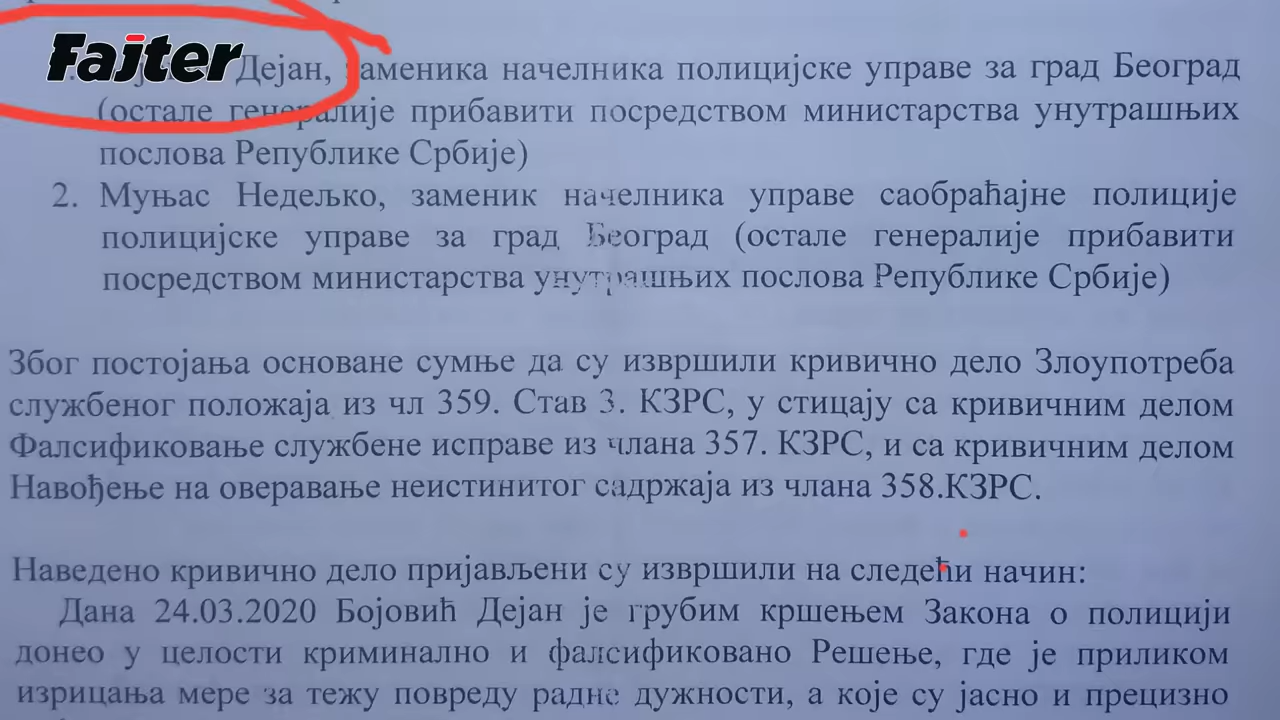 Fajter
Дејан, заменика начелника полицијске управе за град Београд
(остале генералије прибавити посредством министарства унутрашњих
послова Републике Србије)
2. Муњас Недељко, заменик начелника управе саобраћајне полиције
полицијске управе за град Београд (остале генералије прибавити
посредством министарства унутрашњих послова Републике Србије)
Због постојања основане сумње да су извршили кривично дело Злоупотреба
службеног положаја из чл 359. Став 3. КЗРС, у стицају са кривичним делом
Фалсификовање службене исправе из члана 357. КЗРС, и са кривичним делом
Навођење на оверавање неистинитог садржаја из члана 358.КЗРС.
Наведено кривично дело пријављени су извршили на следећи начин:
Дана 24.03.2020 Бојовић Дејан је грубим кршењем Закона о полицији
донео у целости криминално и фалсификовано Решење, где је приликом
изрицања мере за тежу повреду радне дужности, а које су јасно и прецизно